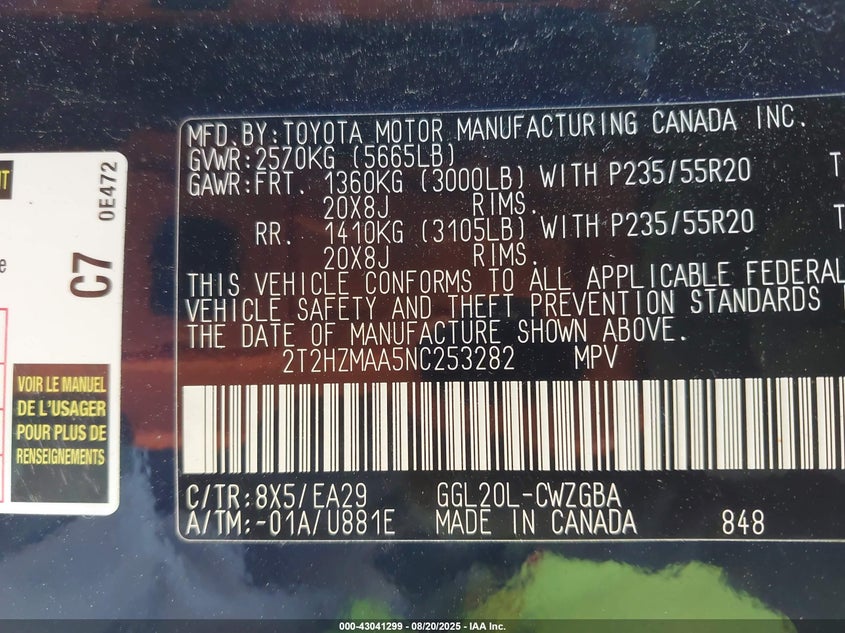 MFD.BY:TOYOTA MOTOR MANUFACTURING CANADA INC.
GVWR:2570KG (5665LB)
GAWR:FRT. 1360KG (3000LB) WITH P235/55R20 T
20X8J RIMS.
RR. 1410KG (3105LB) WITH P235/55R20 T
20X8J RIMS.
THIS VEHICLE CONFORMS TO ALL APPLICABLE FEDERAL
VEHICLE SAFETY AND THEFT PREVENTION STANDARDS
THE DATE OF MANUFACTURE SHOWN ABOVE.
2T2HZMAA5NC253282 MPV
C/TR:8X5/EA29 GGL20L-CWZGBA
A/TM:-01A/U881E MADE IN CANADA 848
C7 0E472
VOIR LE MANUEL
DE L'USAGER
POUR PLUS DE
RENSEIGNEMENTS
000-43041299 - 08/20/2025 - IAA Inc.